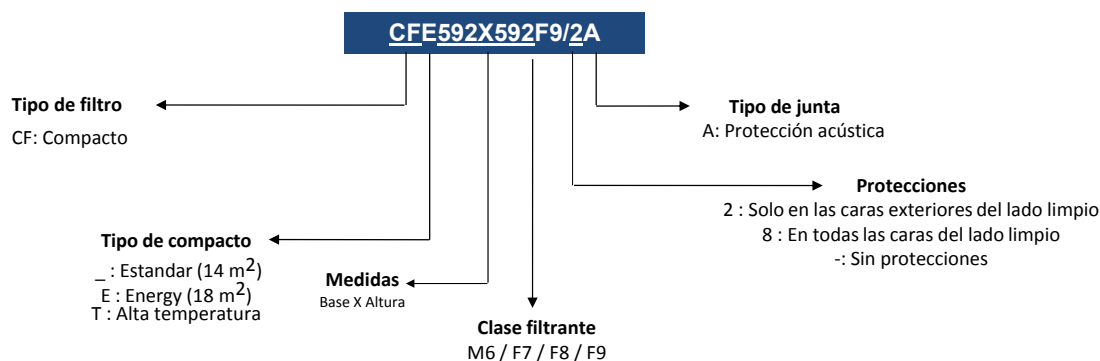 CFE592X592F9/2A
Tipo de filtro
CF: Compacto
Tipo de junta
A: Protección acústica
Protecciones
2 : Solo en las caras exteriores del lado limpio
8 : En todas las caras del lado limpio
-: Sin protecciones
Tipo de compacto
_ : Estandar (14 m2)
E : Energy (18 m2)
T : Alta temperatura
Medidas
Base X Altura
Clase filtrante
M6 / F7 / F8 / F9